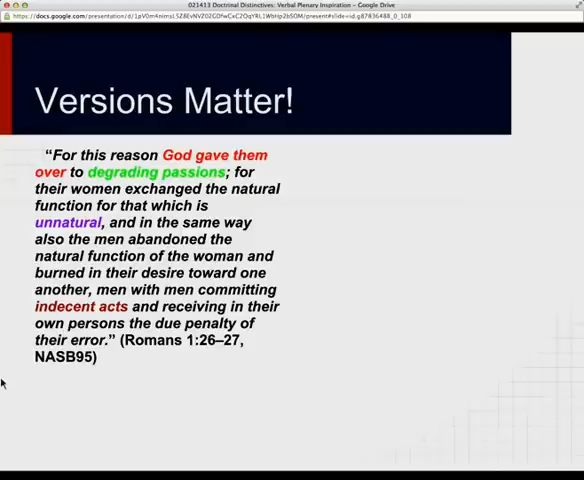 021413 Doctrinal Distinctives: Verbal Plenary Inspiration – Google Drive
Versions Matter!
“For this reason God gave them
over to degrading passions; for
their women exchanged the natural
function for that which is
unnatural, and in the same way
also the men abandoned the
natural function of the woman and
burned in their desire toward one
another, men with men committing
indecent acts and receiving in their
own persons the due penalty of
their error.” (Romans 1:26–27,
NASB95)